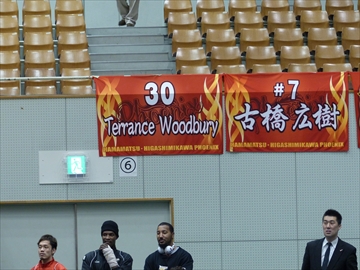 30
Terrance Woodbury
HAMAMATSU・HIGASHIMIKAWA PHOENIX
#7
古橋広樹
HAMAMATSU・HIGASHIMIKAWA PHOENIX
⑥